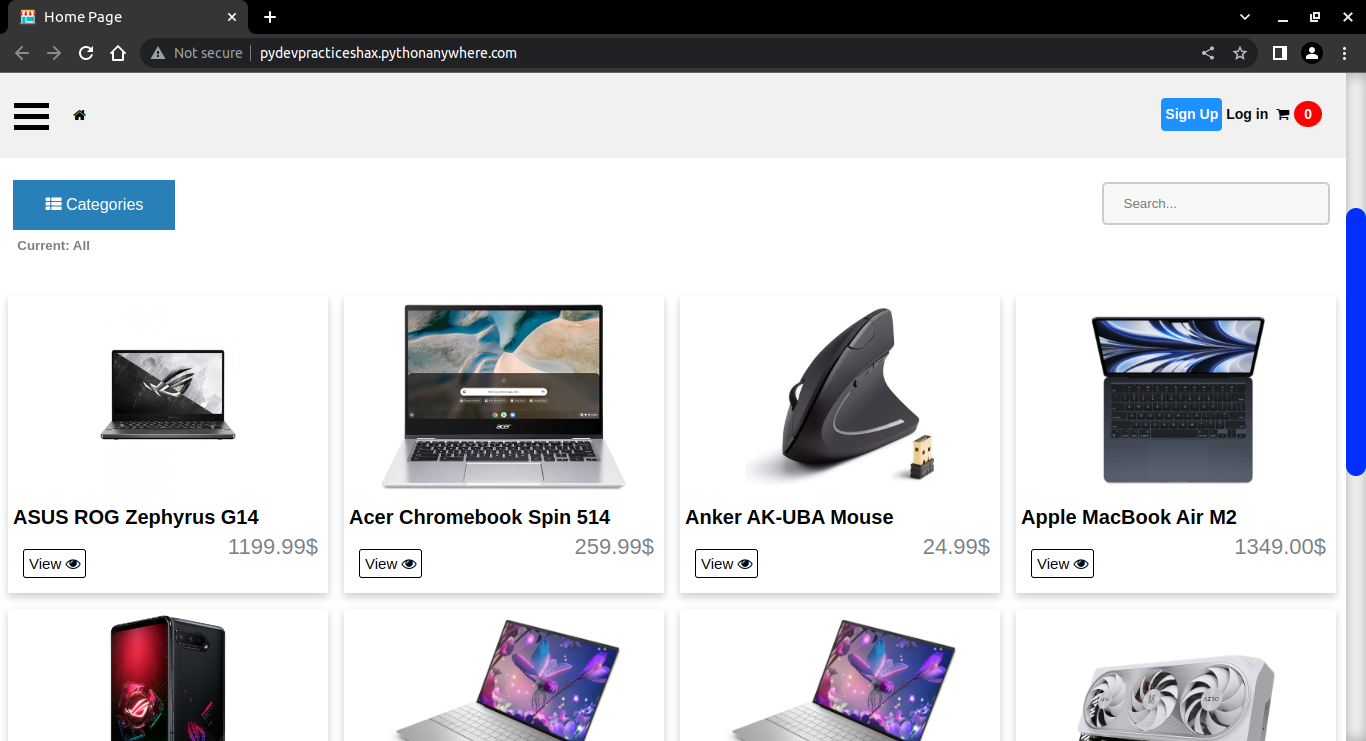 Home Page
Not secure
pydevpracticeshax.pythonanywhere.com
Sign Up Log in 0
Categories
Search...
Current: All
acer
ASUS ROG Zephyrus G14
1199.99$
View
Acer Chromebook Spin 514
259.99$
View
Anker AK-UBA Mouse
24.99$
View
Apple MacBook Air M2
1349.00$
View